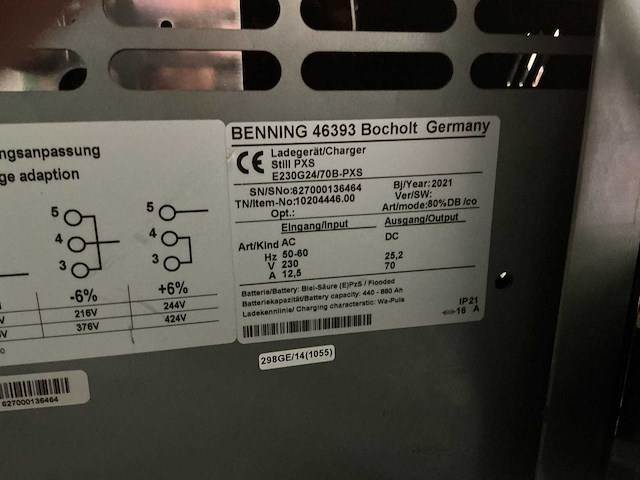 ngsanpassung
ge adaption
5
4
3
5
4
3
-6%
+6%
216V
244V
376V
424V
627000136464
BENNING 46393 Bocholt Germany
CE
Ladegerät/Charger
Still PXS
E230G24/70B-PXS
SN/SNo:627000136464
Bj/Year: 2021
TN/Item-No:10204446.00
Ver/SW:
Opt.:
Art/mode:80%DB /co
Eingang/Input
Ausgang/Output
Art/Kind AC
DC
Hz 50-60
V 230
25,2
A 12,5
70
Batterie/Battery: Blei-Säure (E)PzS / Flooded
Batteriekapazität/Battery capacity: 440 - 880 Ah
Ladekennlinie/ Charging characteristic: Wa-Puls
IP21
16 A
298GE/14(1055)